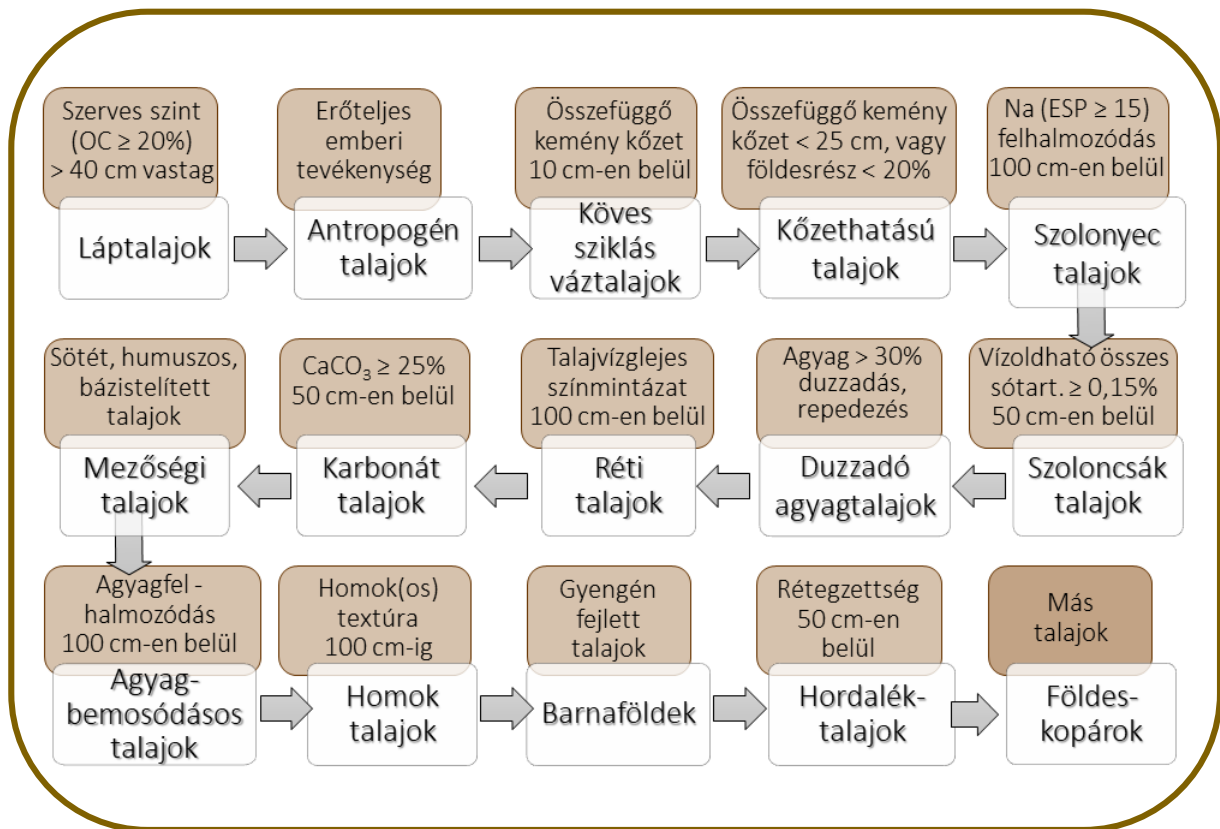 Szerves szint
(OC ≥ 20%)
> 40 cm vastag
Láptalajok
Erőteljes
emberi
tevékenység
Antropogén
talajok
Összefüggő
kemény kőzet
10 cm-en belül
Köves
sziklás
váztalajok
Összefüggő kemény
kőzet < 25 cm, vagy
földesrész < 20%
Kőzethatású
talajok
Na (ESP ≥ 15)
felhalmozódás
100 cm-en belül
Szolonyec
talajok
Sötét, humuszos,
bázistelített
talajok
Mezőségi
talajok
CaCO₃ ≥ 25%
50 cm-en belül
Karbonát
talajok
Talajvízglejes
színmintázat
100 cm-en belül
Réti
talajok
Agyag > 30%
duzzadás,
repedezés
Duzzadó
agyagtalajok
Vízoldható összes
sótart. ≥ 0,15%
50 cm-en belül
Szoloncsák
talajok
Agyagfel -
halmozódás
100 cm-en belül
Agyag-
bemosódásos
talajok
Homok(os)
textúra
100 cm-ig
Homok
talajok
Gyengén
fejlett
talajok
Barnaföldek
Rétegzettség
50 cm-en
belül
Hordalék-
talajok
Más
talajok
Földes-
kopárok